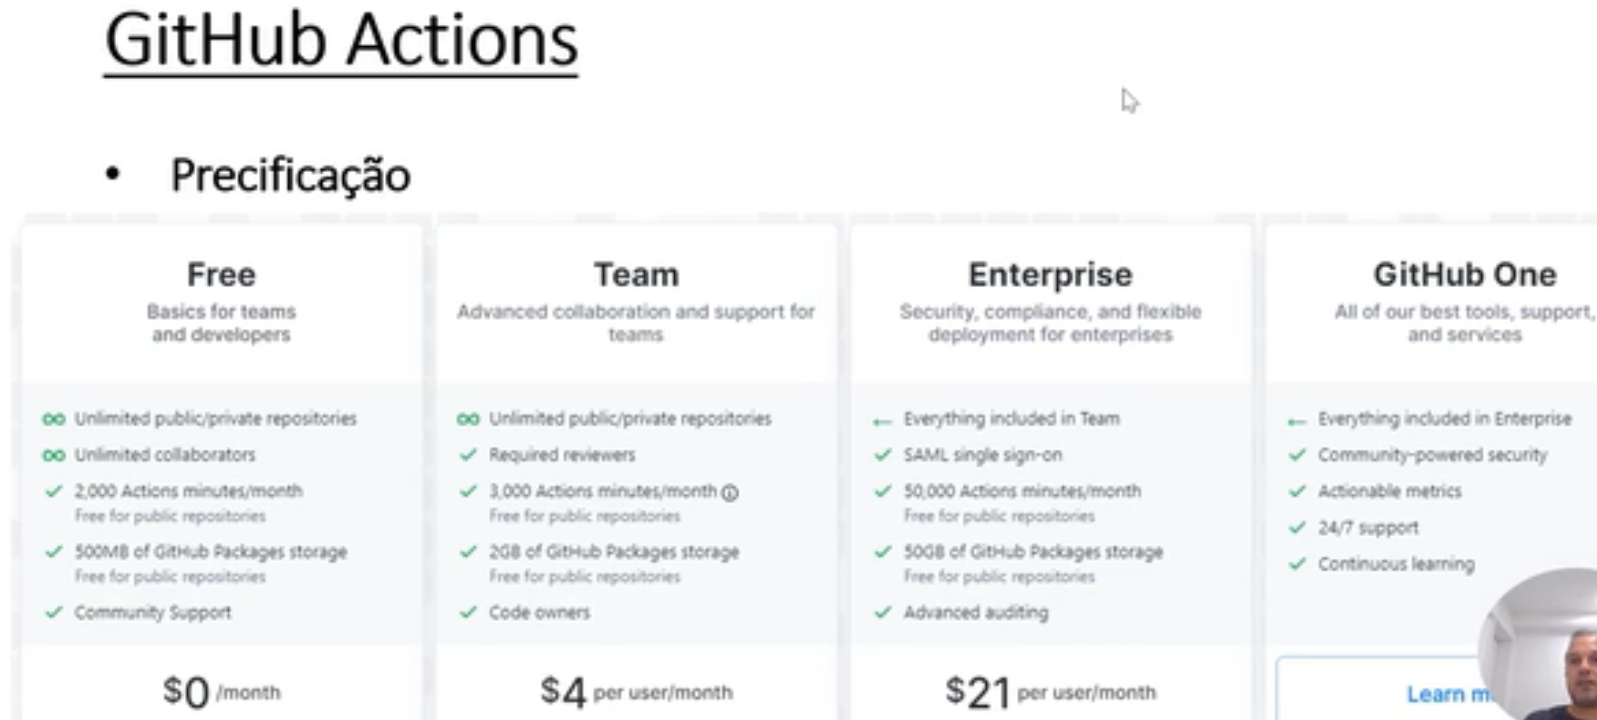 GitHub Actions
• Precificação
Free
Basics for teams
and developers
Unlimited public/private repositories
Unlimited collaborators
2,000 Actions minutes/month
Free for public repositories
500MB of GitHub Packages storage
Free for public repositories
Community Support
$0 /month
Team
Advanced collaboration and support for
teams
Unlimited public/private repositories
Required reviewers
3,000 Actions minutes/month
Free for public repositories
2GB of GitHub Packages storage
Free for public repositories
Code owners
$4 per user/month
Enterprise
Security, compliance, and flexible
deployment for enterprises
Everything included in Team
SAML single sign-on
50,000 Actions minutes/month
Free for public repositories
50GB of GitHub Packages storage
Free for public repositories
Advanced auditing
$21 per user/month
GitHub One
All of our best tools, support,
and services
Everything included in Enterprise
Community-powered security
Actionable metrics
24/7 support
Continuous learning
Learn